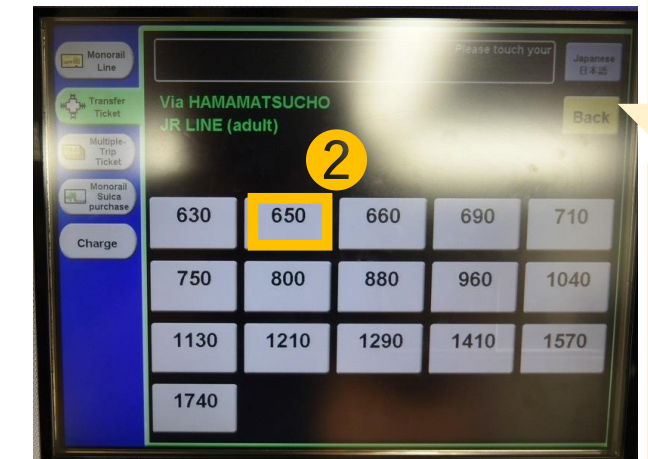 Monorail
Line
Please touch your
Japanese
日本語
Transfer
Ticket
Via HAMAMATSUCHO
JR LINE (adult)
Back
Multiple-
Trip
Ticket
2
Monorail
Suica
purchase
Charge
630 650 660 690 710
750 800 880 960 1040
1130 1210 1290 1410 1570
1740